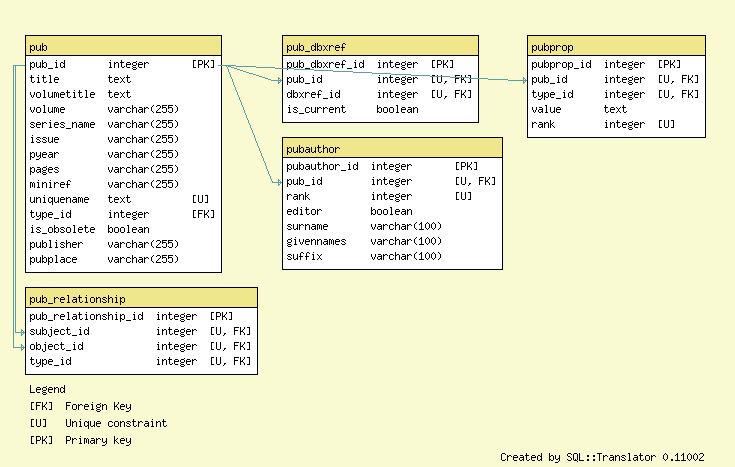 pub
pub_id integer [PK]
title text
volumetitle text
volume varchar(255)
series_name varchar(255)
issue varchar(255)
pyear varchar(255)
pages varchar(255)
miniref varchar(255)
uniquename text [U]
type_id integer [FK]
is_obsolete boolean
publisher varchar(255)
pubplace varchar(255)
pub_dbxref
pub_dbxref_id integer [PK]
pub_id integer [U, FK]
dbxref_id integer [U, FK]
is_current boolean
pubprop
pubprop_id integer [PK]
pub_id integer [U, FK]
type_id integer [U, FK]
value text
rank integer [U]
pubauthor
pubauthor_id integer [PK]
pub_id integer [U, FK]
rank integer [U]
editor boolean
surname varchar(100)
givennames varchar(100)
suffix varchar(100)
pub_relationship
pub_relationship_id integer [PK]
subject_id integer [U, FK]
object_id integer [U, FK]
type_id integer [U, FK]
Legend
[FK] Foreign Key
[U] Unique constraint
[PK] Primary key
Created by SQL::Translator 0.11002